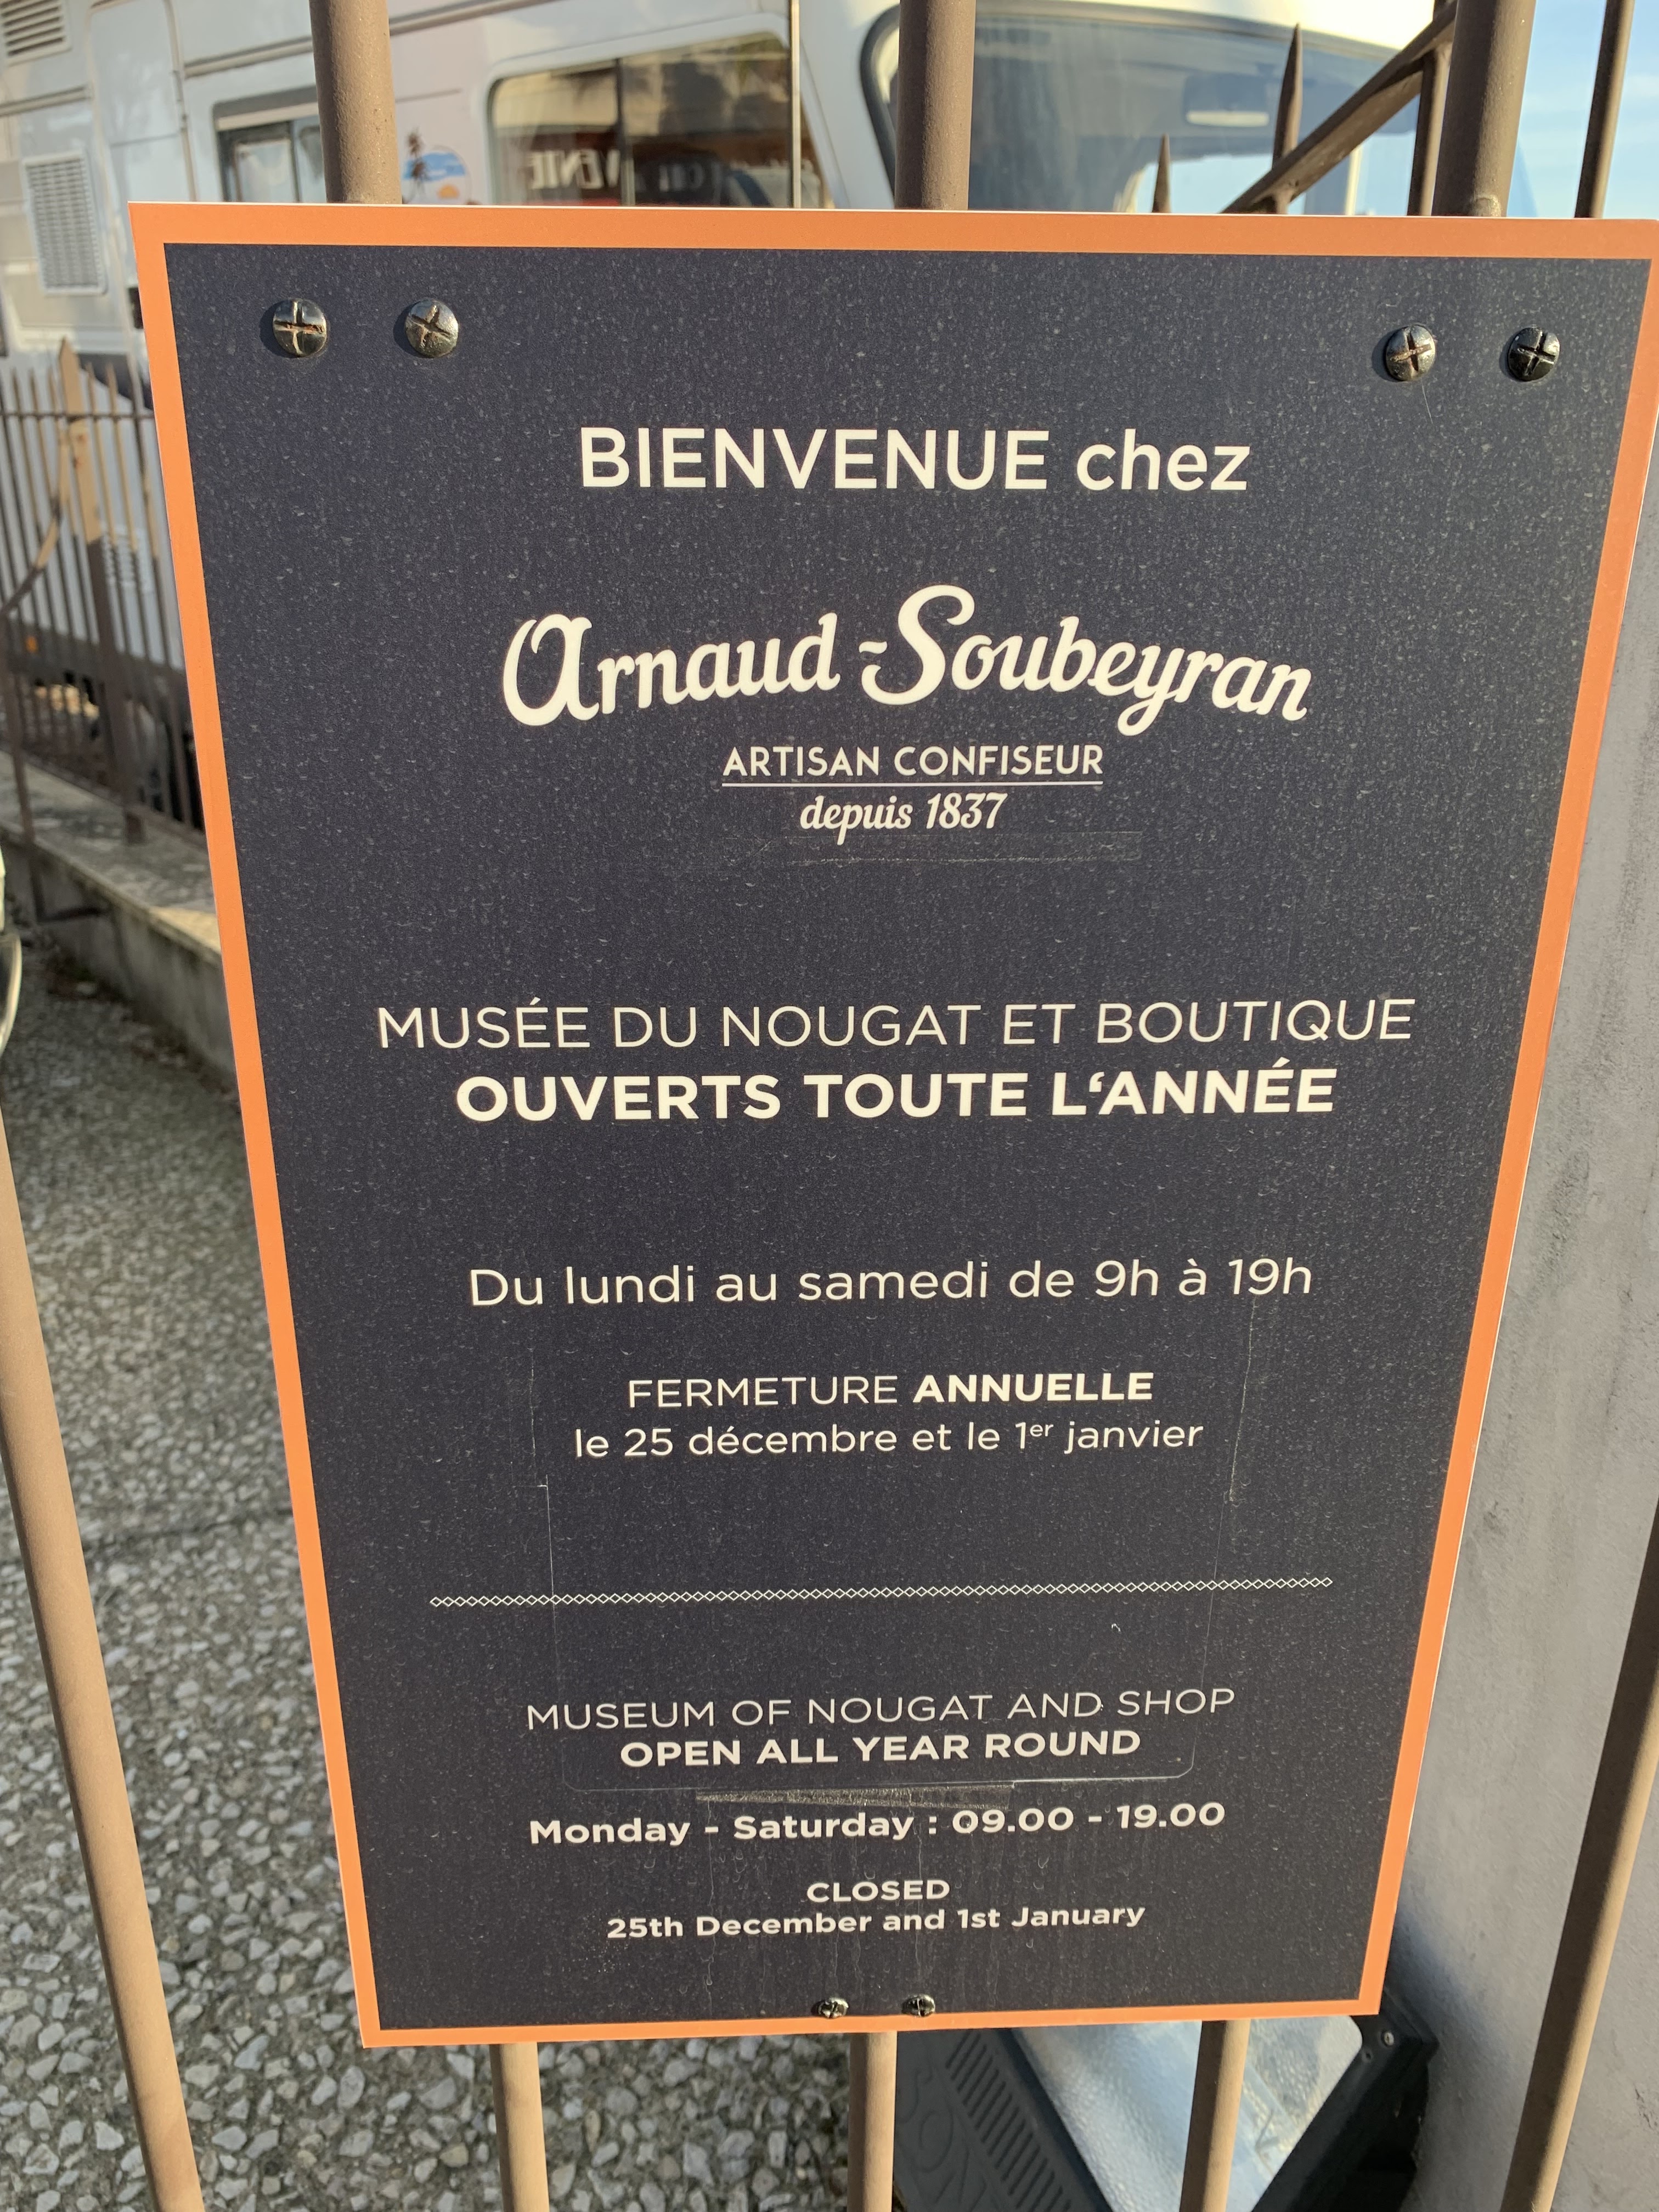 BIENVENUE chez
Arnaud-Soubeyran
ARTISAN CONFISEUR
depuis 1837
MUSÉE DU NOUGAT ET BOUTIQUE
OUVERTS TOUTE L‘ANNÉE
Du lundi au samedi de 9h à 19h
FERMETURE ANNUELLE
le 25 décembre et le 1er janvier
MUSEUM OF NOUGAT AND SHOP
OPEN ALL YEAR ROUND
Monday - Saturday : 09.00 - 19.00
CLOSED
25th December and 1st January